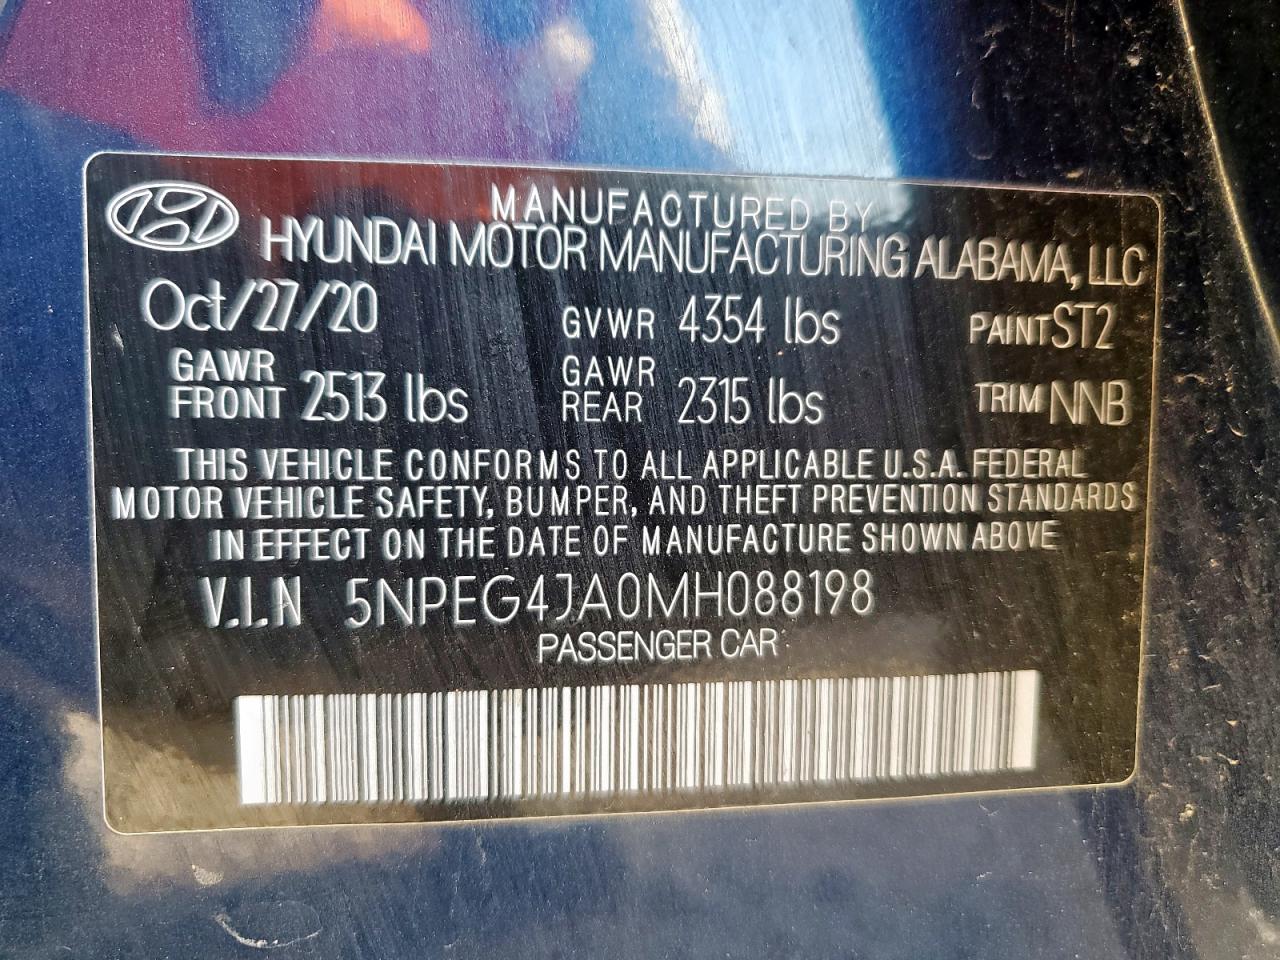 MANUFACTURED BY
HYUNDAI MOTOR MANUFACTURING ALABAMA, LLC
Oct/27/20 GVWR 4354 lbs PAINT ST2
GAWR FRONT 2513 lbs GAWR REAR 2315 lbs TRIM NNB
THIS VEHICLE CONFORMS TO ALL APPLICABLE U.S.A. FEDERAL
MOTOR VEHICLE SAFETY, BUMPER, AND THEFT PREVENTION STANDARDS
IN EFFECT ON THE DATE OF MANUFACTURE SHOWN ABOVE
V.I.N 5NPEG4JA0MH088198
PASSENGER CAR